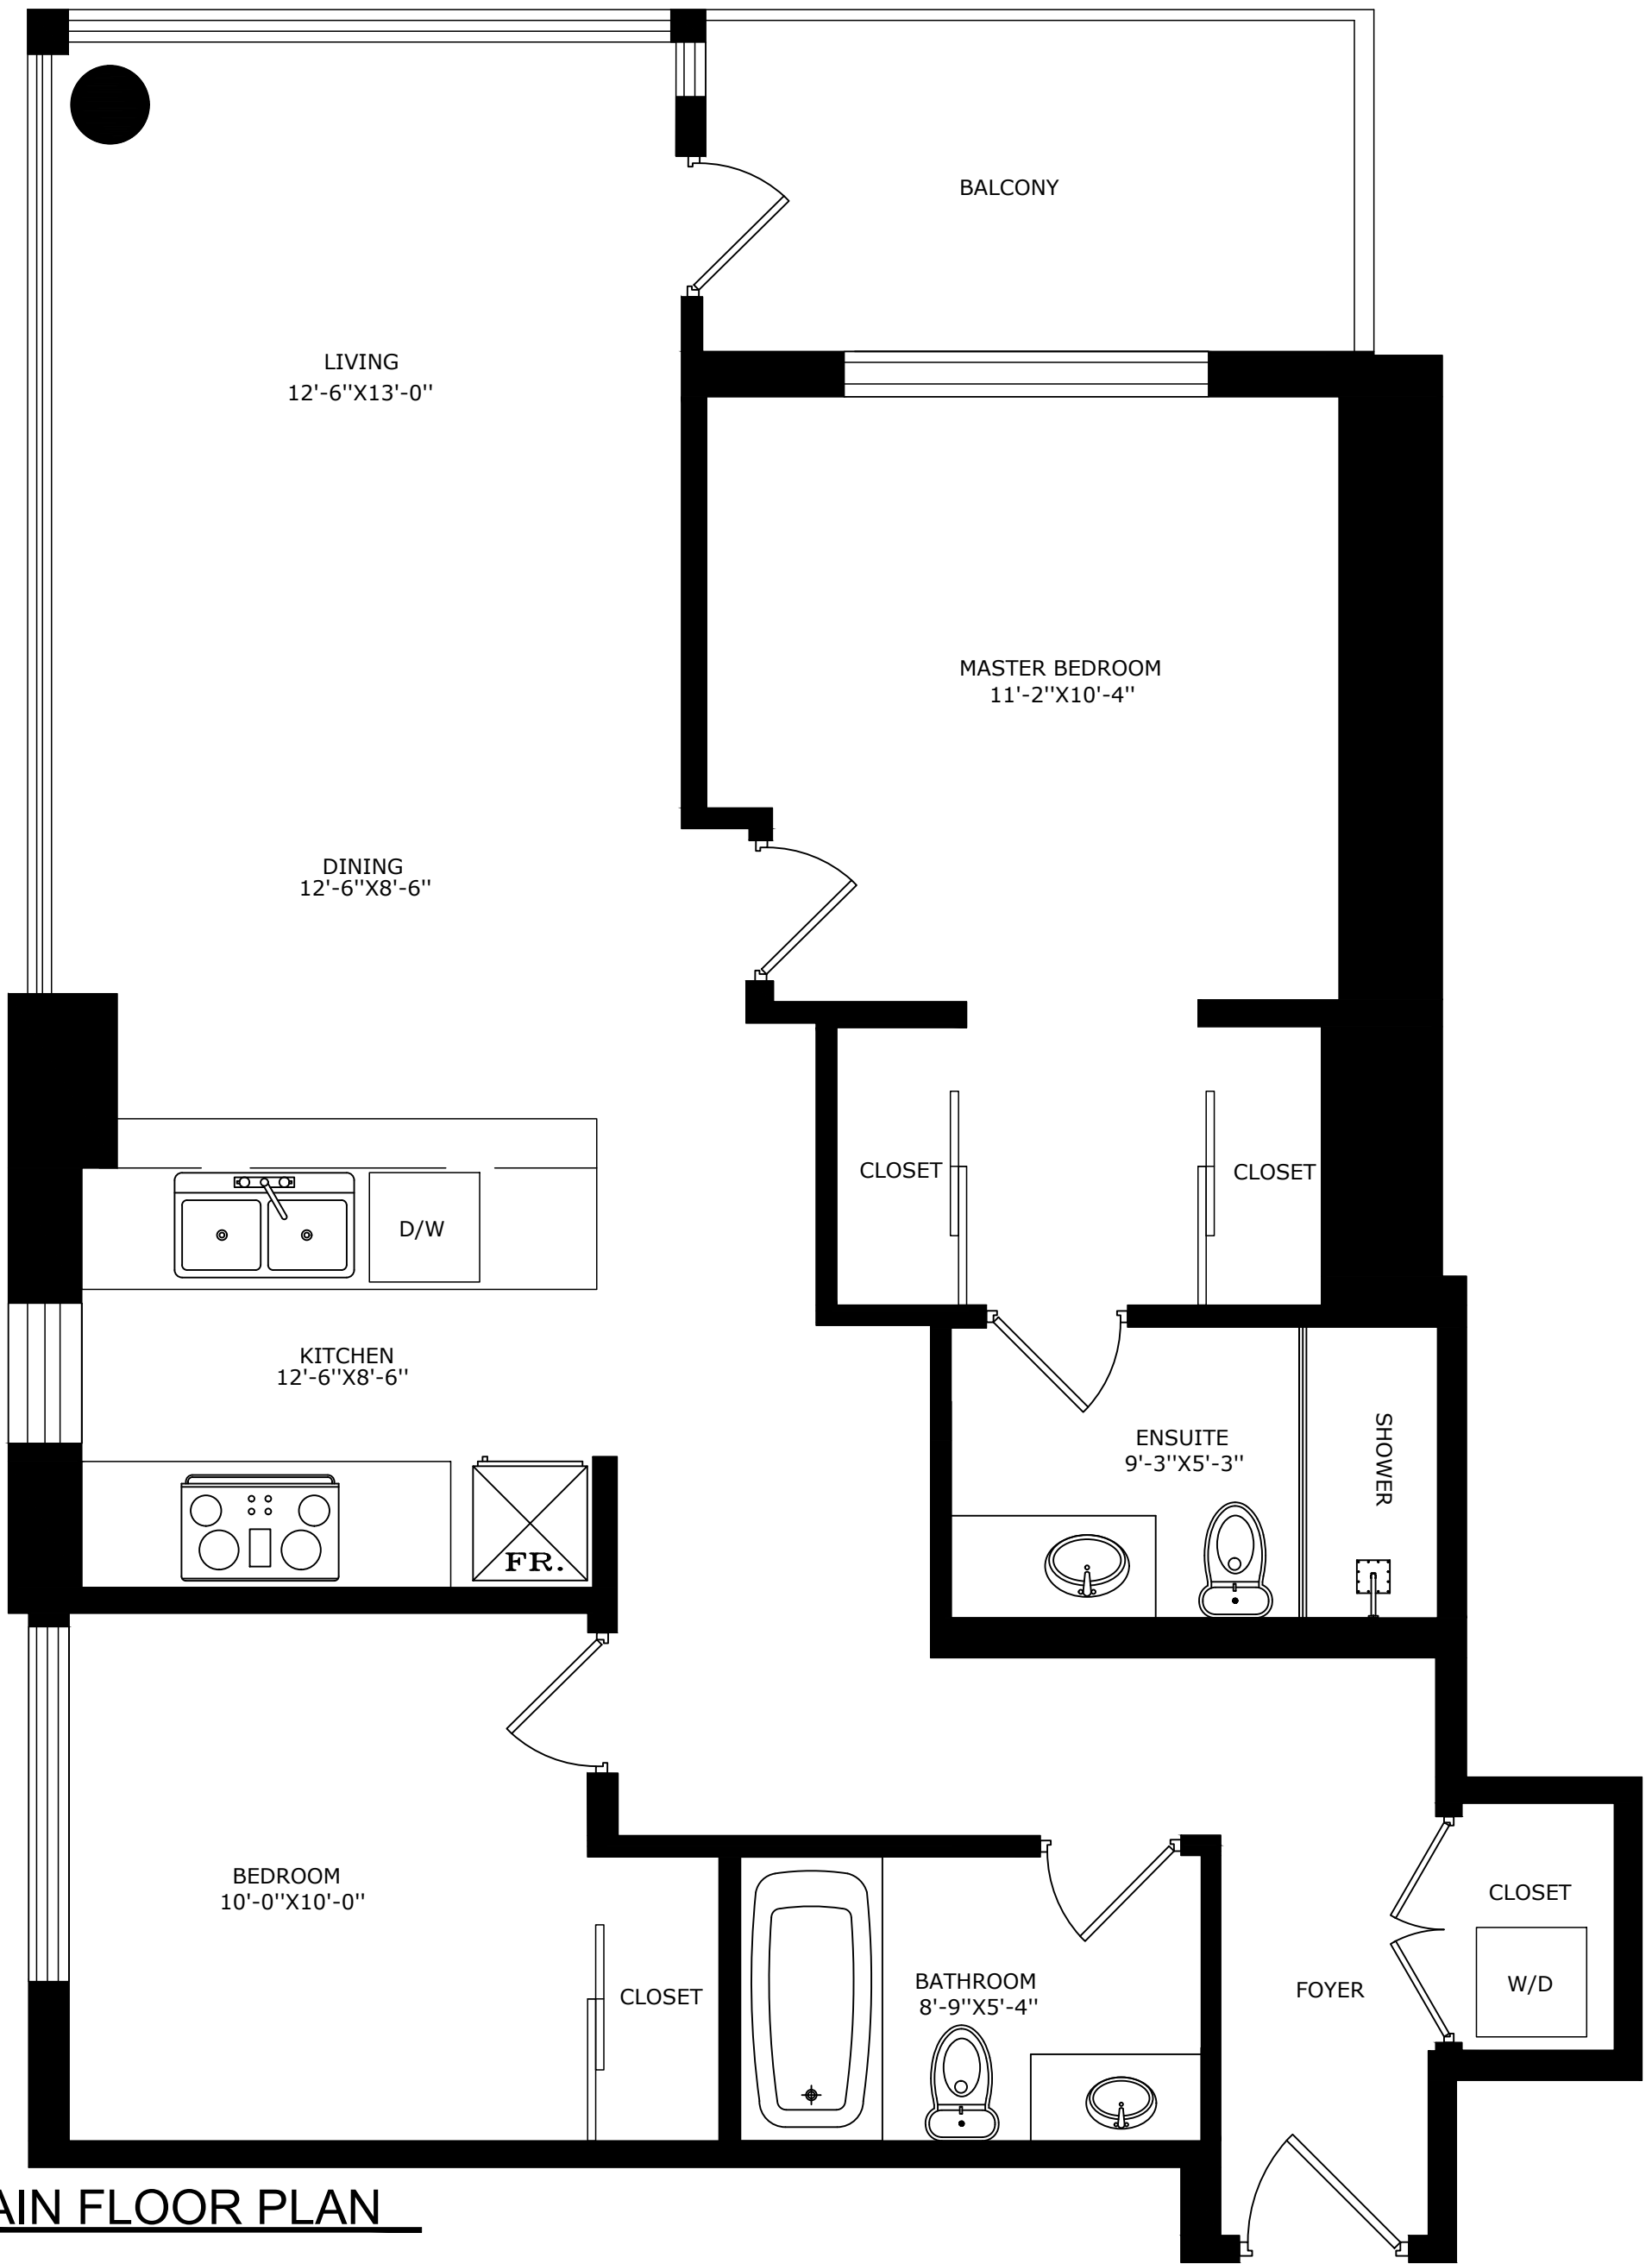 BALCONY
LIVING
12'-6"X13'-0"
MASTER BEDROOM
11'-2"X10'-4"
DINING
12'-6"X8'-6"
CLOSET
CLOSET
D/W
KITCHEN
12'-6"X8'-6"
ENSUITE
9'-3"X5'-3"
SHOWER
FR.
BEDROOM
10'-0"X10'-0"
CLOSET
BATHROOM
8'-9"X5'-4"
FOYER
CLOSET
W/D
AIN FLOOR PLAN